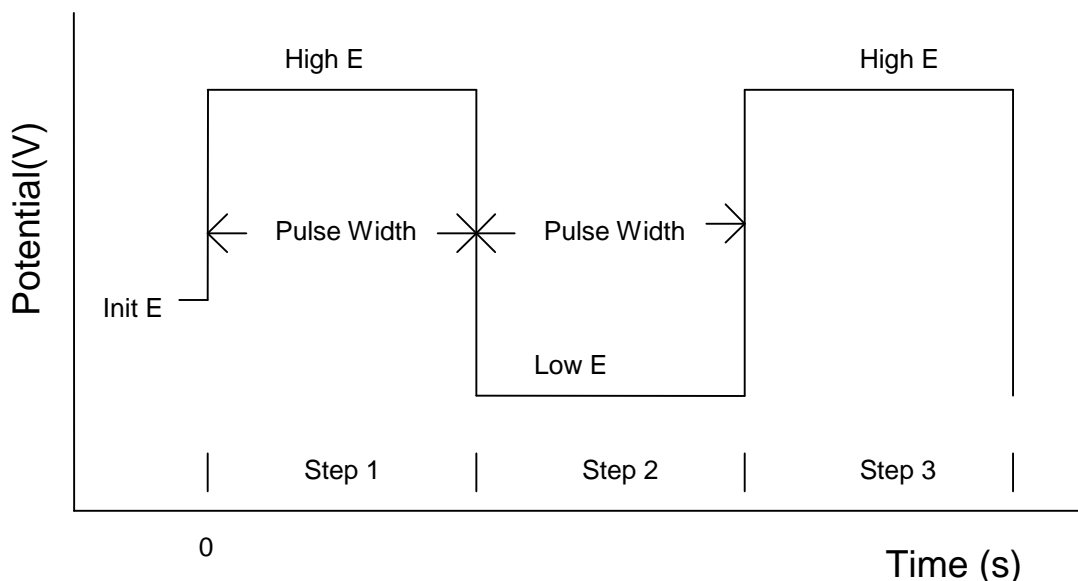 High E
High E
Potential(V)
Pulse Width
Pulse Width
Init E
Low E
Step 1
Step 2
Step 3
0
Time (s)